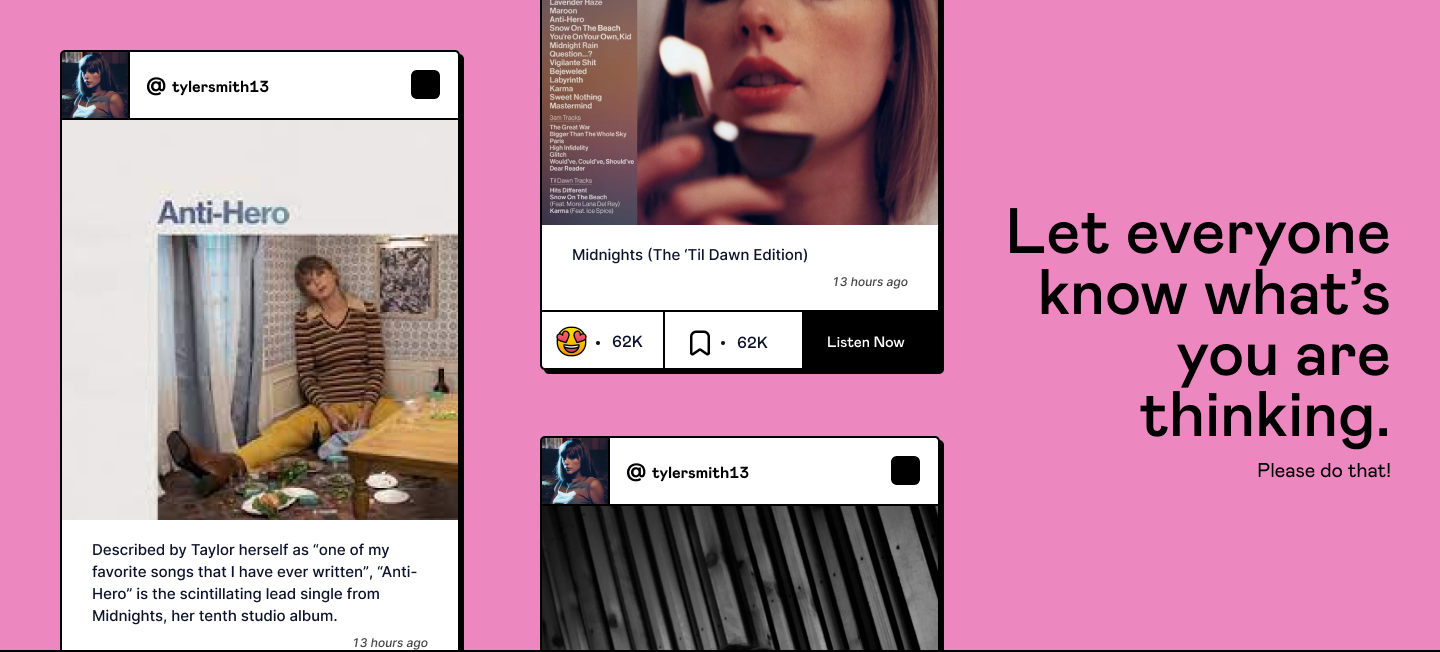 @ tylersmith13
Anti-Hero
Described by Taylor herself as “one of my
favorite songs that I have ever written”, “Anti-
Hero” is the scintillating lead single from
Midnights, her tenth studio album.
13 hours ago
Lavender Haze
Maroon
Anti-Hero
Snow On The Beach
You're On Your Own, Kid
Midnight Rain
Question...?
Vigilante Shit
Bejeweled
Labyrinth
Karma
Sweet Nothing
Mastermind
3am Tracks
The Great War
Bigger Than The Whole Sky
Paris
High Infidelity
Glitch
Would've, Could've, Should've
Dear Reader
Til Dawn Tracks
Hits Different
Snow On The Beach
(Feat. More Lana Del Rey)
Karma (Feat. Ice Spice)
Midnights (The ‘Til Dawn Edition)
13 hours ago
• 62K
• 62K
Listen Now
@ tylersmith13
Let everyone
know what’s
you are
thinking.
Please do that!